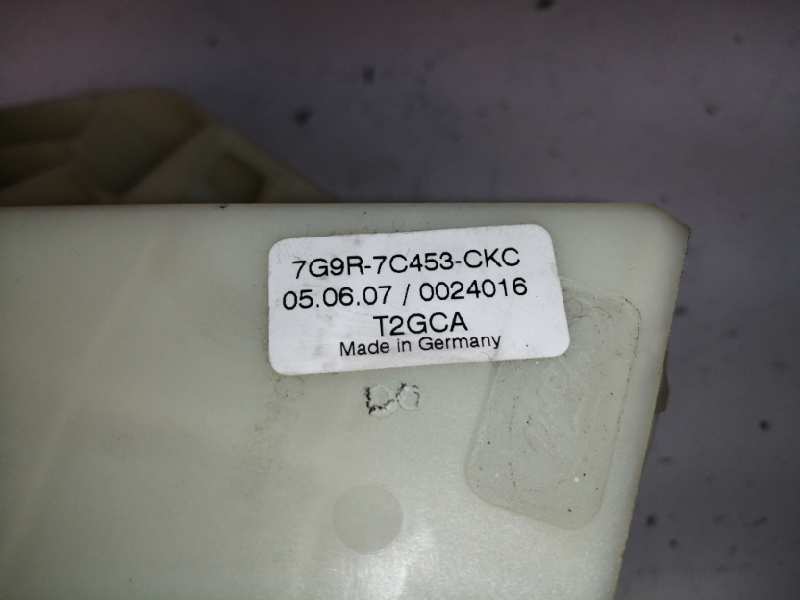 7G9R-7C453-CKC
05.06.07 / 0024016
T2GCA
Made in Germany